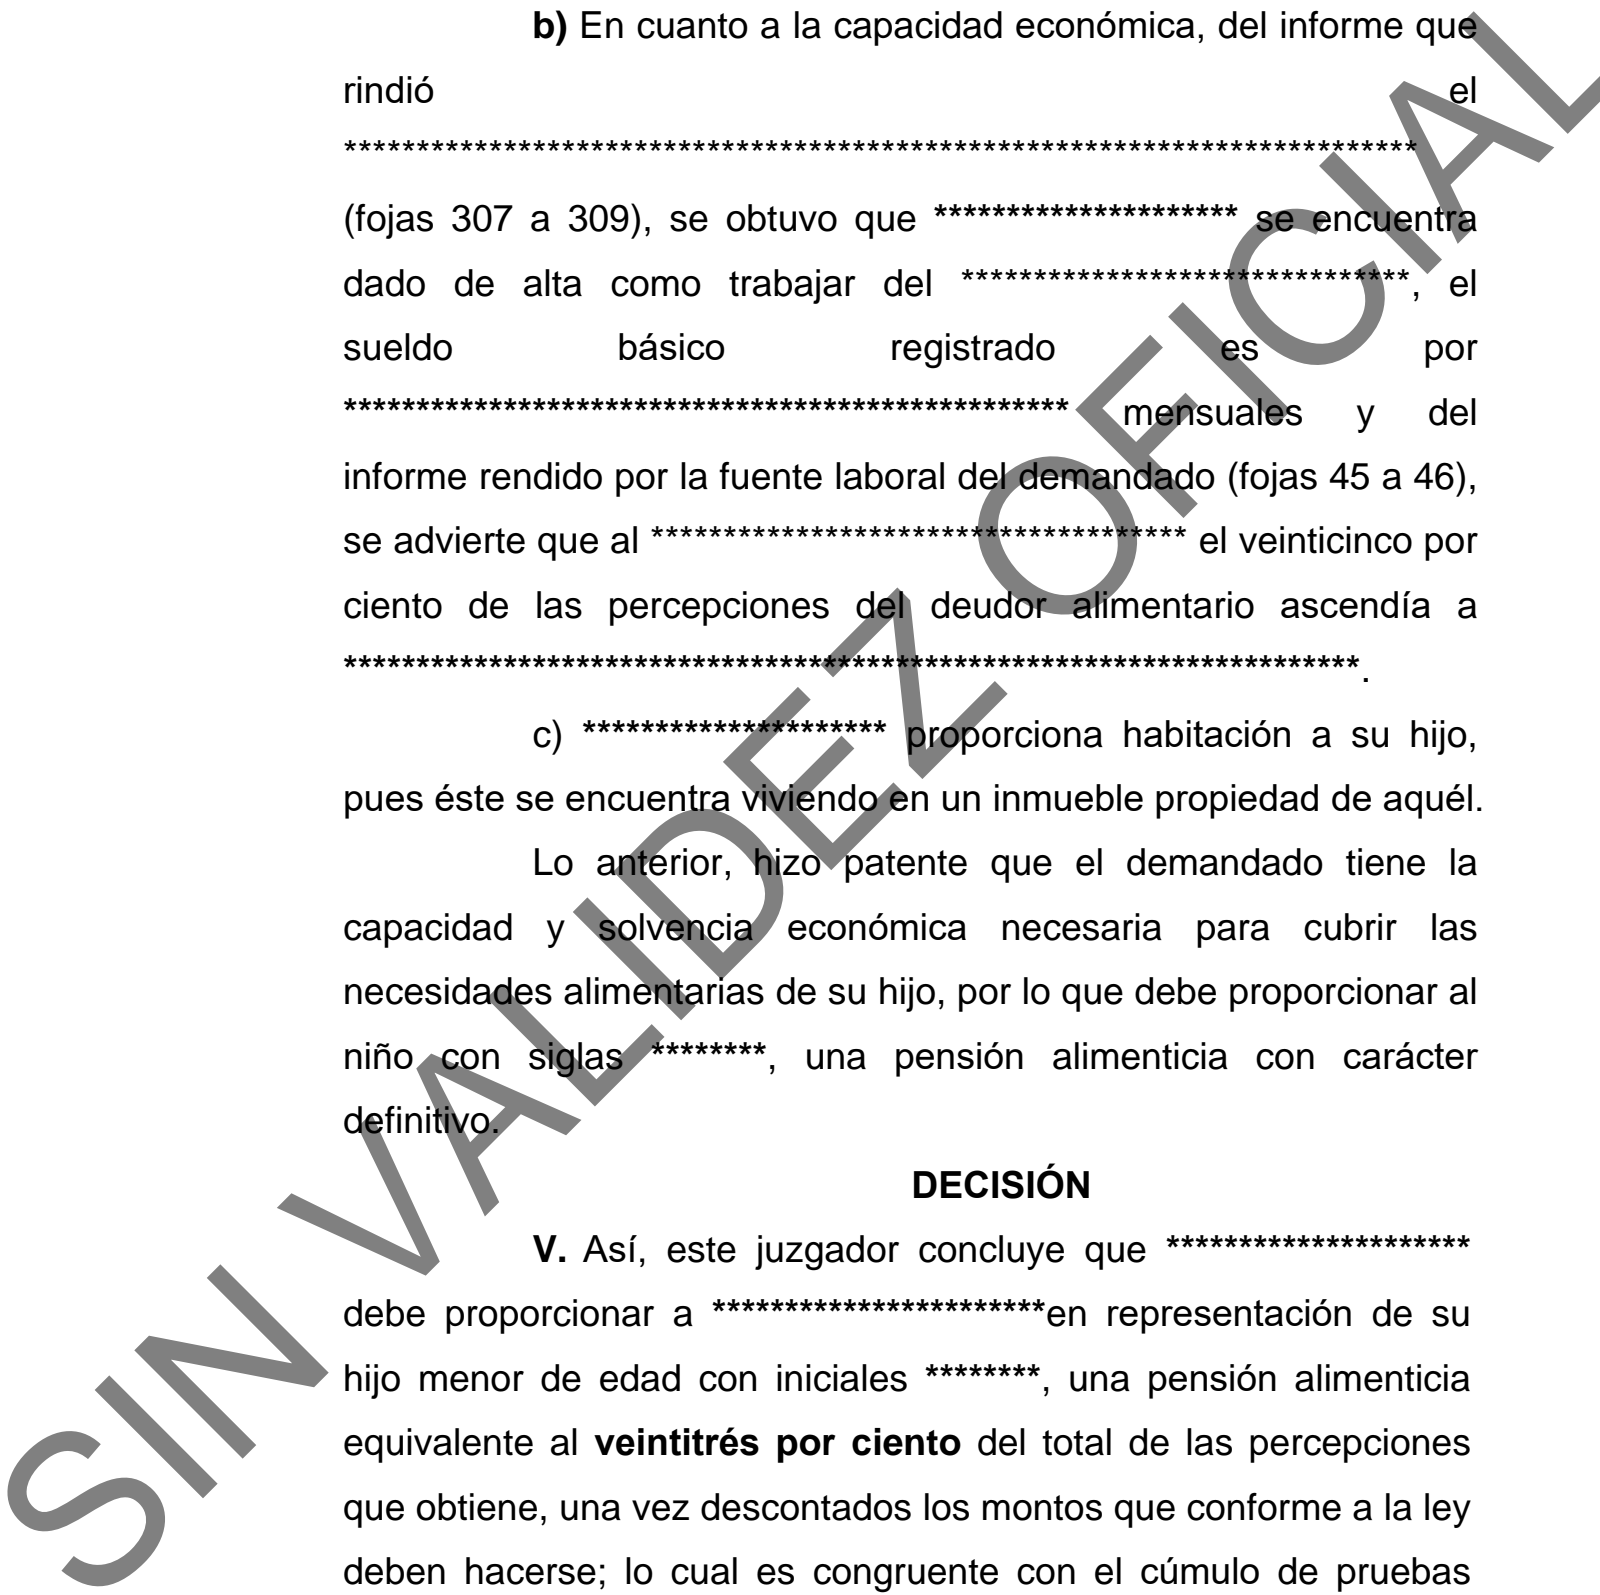 b) En cuanto a la capacidad económica, del informe que
rindió el
**************************************************************************
(fojas 307 a 309), se obtuvo que ********************* se encuentra
dado de alta como trabajar del *******************************, el
sueldo básico registrado es por
************************************************** mensuales y del
informe rendido por la fuente laboral del demandado (fojas 45 a 46),
se advierte que al ************************************* el veinticinco por
ciento de las percepciones del deudor alimentario ascendía a
**********************************************************************.
c) ********************* proporciona habitación a su hijo,
pues éste se encuentra viviendo en un inmueble propiedad de aquél.
Lo anterior, hizo patente que el demandado tiene la
capacidad y solvencia económica necesaria para cubrir las
necesidades alimentarias de su hijo, por lo que debe proporcionar al
niño con siglas ********, una pensión alimenticia con carácter
definitivo.
DECISIÓN
V. Así, este juzgador concluye que *********************
debe proporcionar a ***********************en representación de su
hijo menor de edad con iniciales ********, una pensión alimenticia
equivalente al veintitrés por ciento del total de las percepciones
que obtiene, una vez descontados los montos que conforme a la ley
deben hacerse; lo cual es congruente con el cúmulo de pruebas
SIN VALIDEZ OFICIAL